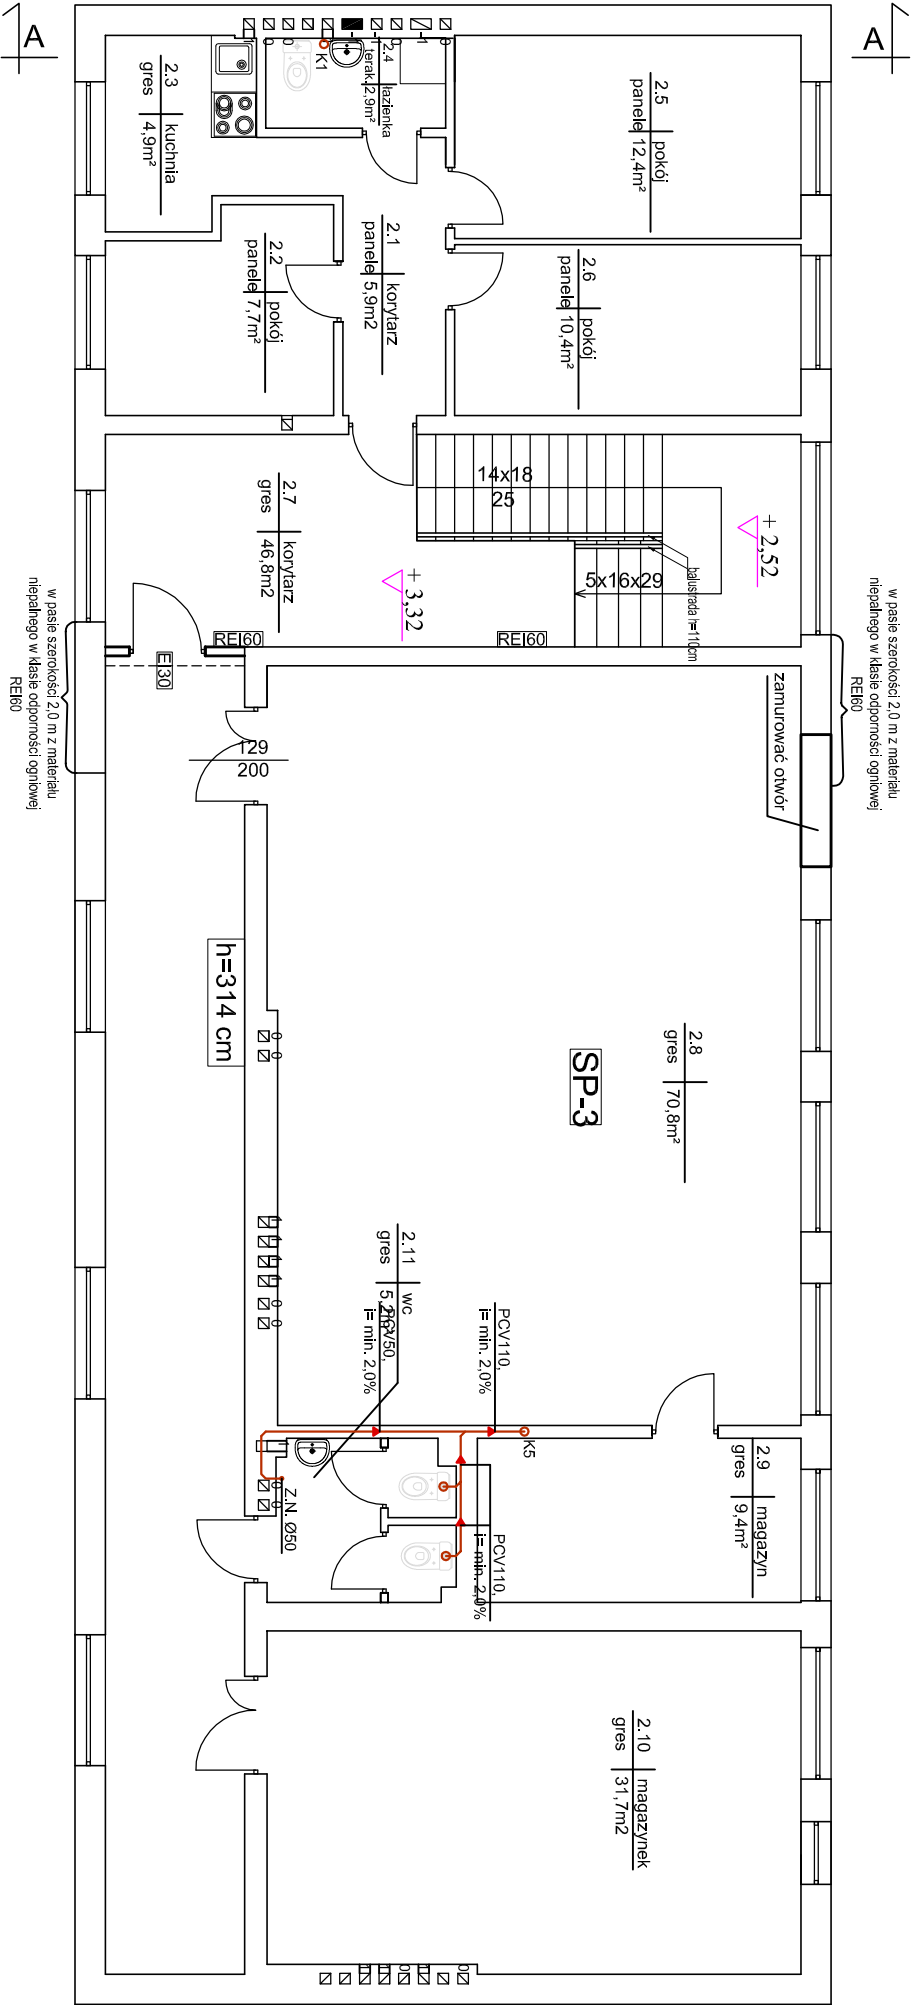 A
A
2.3
gres
kuchnia
4,9m²
K1
2.4
terak.
łazienka
2,9m²
2.5
panele
pokój
12,4m²
2.1
panele
korytarz
5,9m2
2.2
panele
pokój
7,7m²
2.6
panele
pokój
10,4m²
14x18
25
5x16x29
balustrada h=110cm
+ 2,52
+ 3,32
2.7
gres
korytarz
46,8m2
REI60
REI60
EI30
w pasie szerokości 2,0 m z materiału
niepalnego w klasie odporności ogniowej
REI60
w pasie szerokości 2,0 m z materiału
niepalnego w klasie odporności ogniowej
REI60
zamurować otwór
129
200
h=314 cm
SP-3
2.8
gres
70,8m²
2.11
gres
wc
PCV50,
i= min. 2,0%
PCV110,
i= min. 2,0%
K5
Z.N. Ø50
PCV110,
i= min. 2,0%
2.9
gres
magazyn
9,4m²
2.10
gres
magazynek
31,7m2